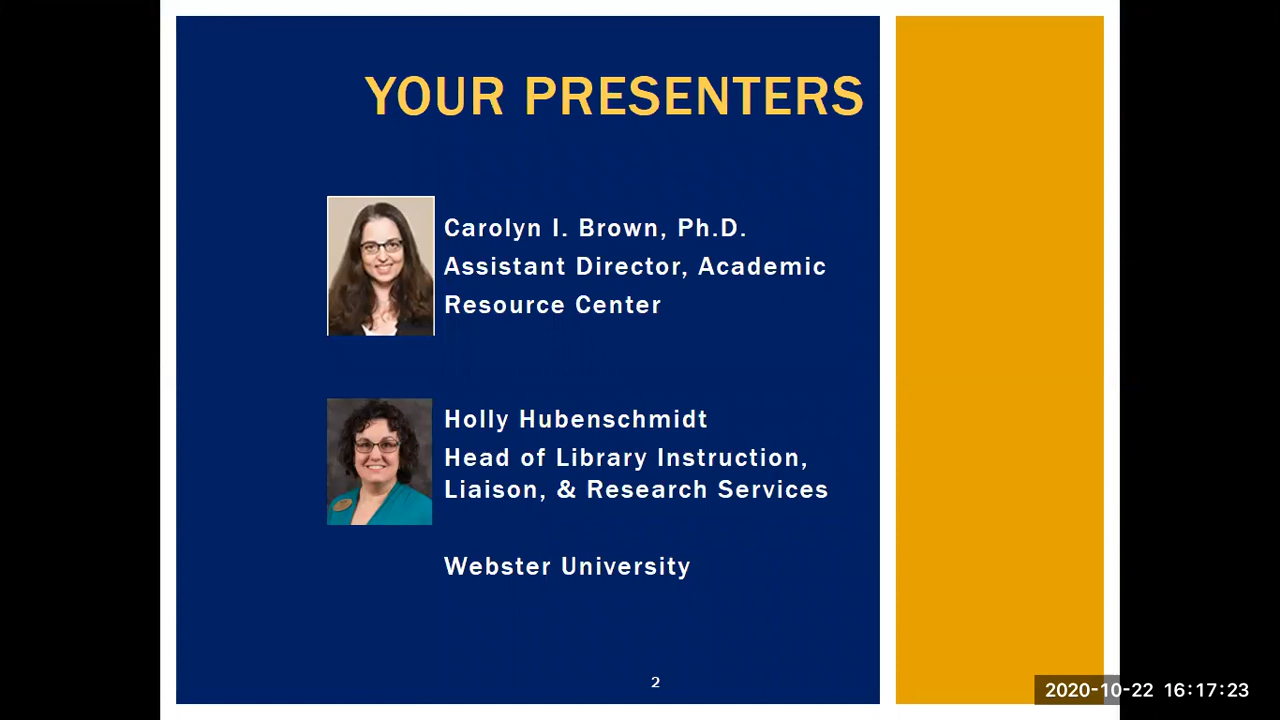 YOUR PRESENTERS
Carolyn I. Brown, Ph.D.
Assistant Director, Academic
Resource Center
Holly Hubenschmidt
Head of Library Instruction,
Liaison, & Research Services
Webster University
2
2020-10-22 16:17:23